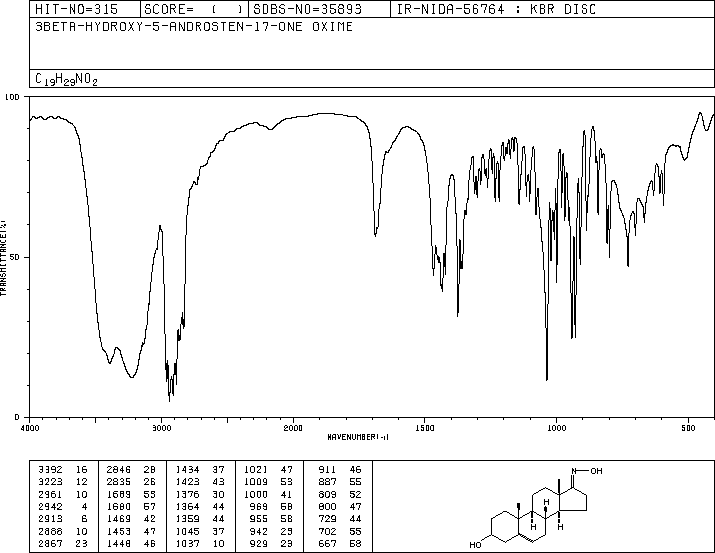 HIT-NO=315 SCORE= ( ) SDBS-NO=35893 IR-NIDA-56764 : KBR DISC
3BETA-HYDROXY-5-ANDROSTEN-17-ONE OXIME
C19H29NO2
100
50
0
TRANSMITTANCE(%)
4000 3000 2000 1500 1000 500
WAVENUMBER(-1)
3392 16 2846 28 1434 37 1021 47 911 46
3223 12 2835 26 1423 43 1009 53 887 55
2961 10 1689 55 1376 30 1000 41 809 52
2942 4 1680 57 1364 44 969 58 800 47
2913 6 1469 42 1359 44 955 58 729 44
2888 10 1453 47 1045 37 942 23 702 55
2867 23 1448 46 1037 10 929 23 667 58
N OH
H
H H
HO